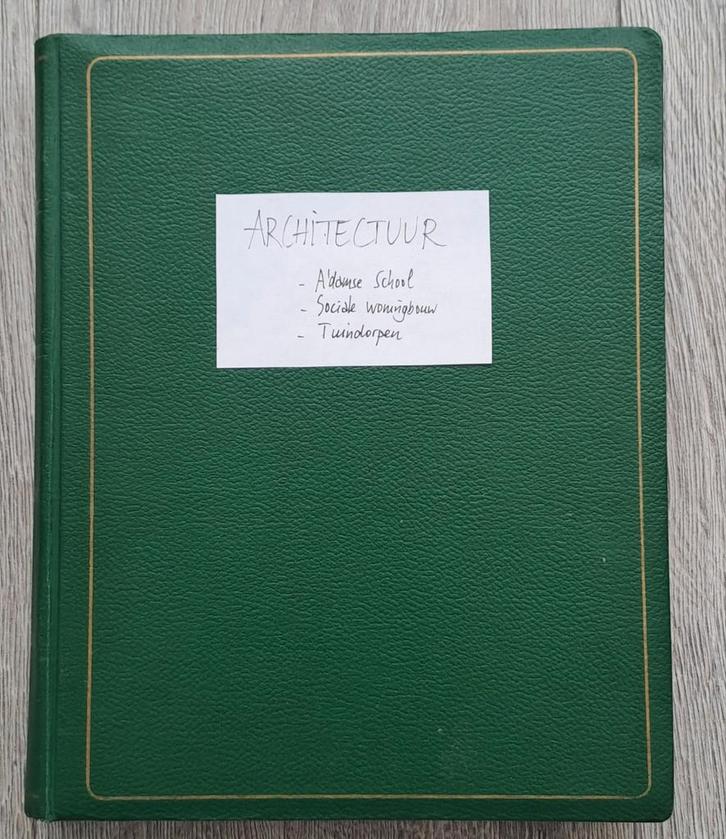 ARCHITECTUUR
- A'damse School
- Sociale woningbouw
- Tuindorpen